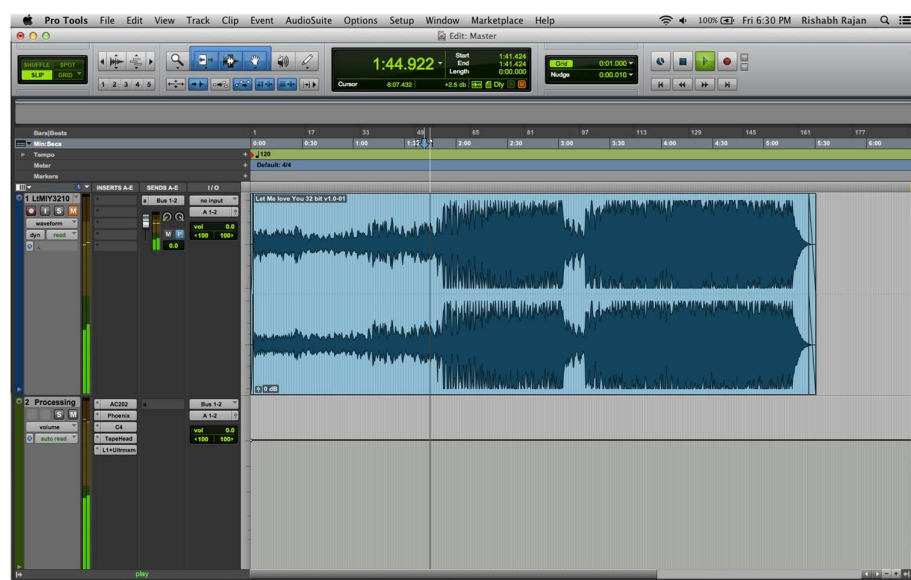 Pro Tools File Edit View Track Clip Event AudioSuite Options Setup Window Marketplace Help 100% Fri 6:30 PM Rishabh Rajan
Edit: Master
SHUFFLE SPOT
SLIP GRID
1 2 3 4 5
1:44.922
Start 1:41.424
End 1:41.424
Length 0:00.000
Cursor 6:07.432 +2.5 db Dly
Grid 0:01.000
Nudge 0:00.010
Bars|Beats 1 17 33 49 65 81 97 113 129 145 161 177
Min:Secs 0:00 0:30 1:00 2:00 2:30 3:00 3:30 4:00 4:30 5:00 5:30 6:00
Tempo 120
Meter Default: 4/4
Markers
INSERTS A-E SENDS A-E I / O
1 LtMlY3210 a Bus 1-2 no input
I S M A 1-2
waveform vol 0.0
dyn read M P <100 100>
0.0
Let Me love You 32 bit v1.0-01
0 dB
2 Processing AC202 a Bus 1-2
S M Phoenix A 1-2
volume C4 vol 0.0
auto read TapeHead <100 100>
L1+Ultrmxm
play